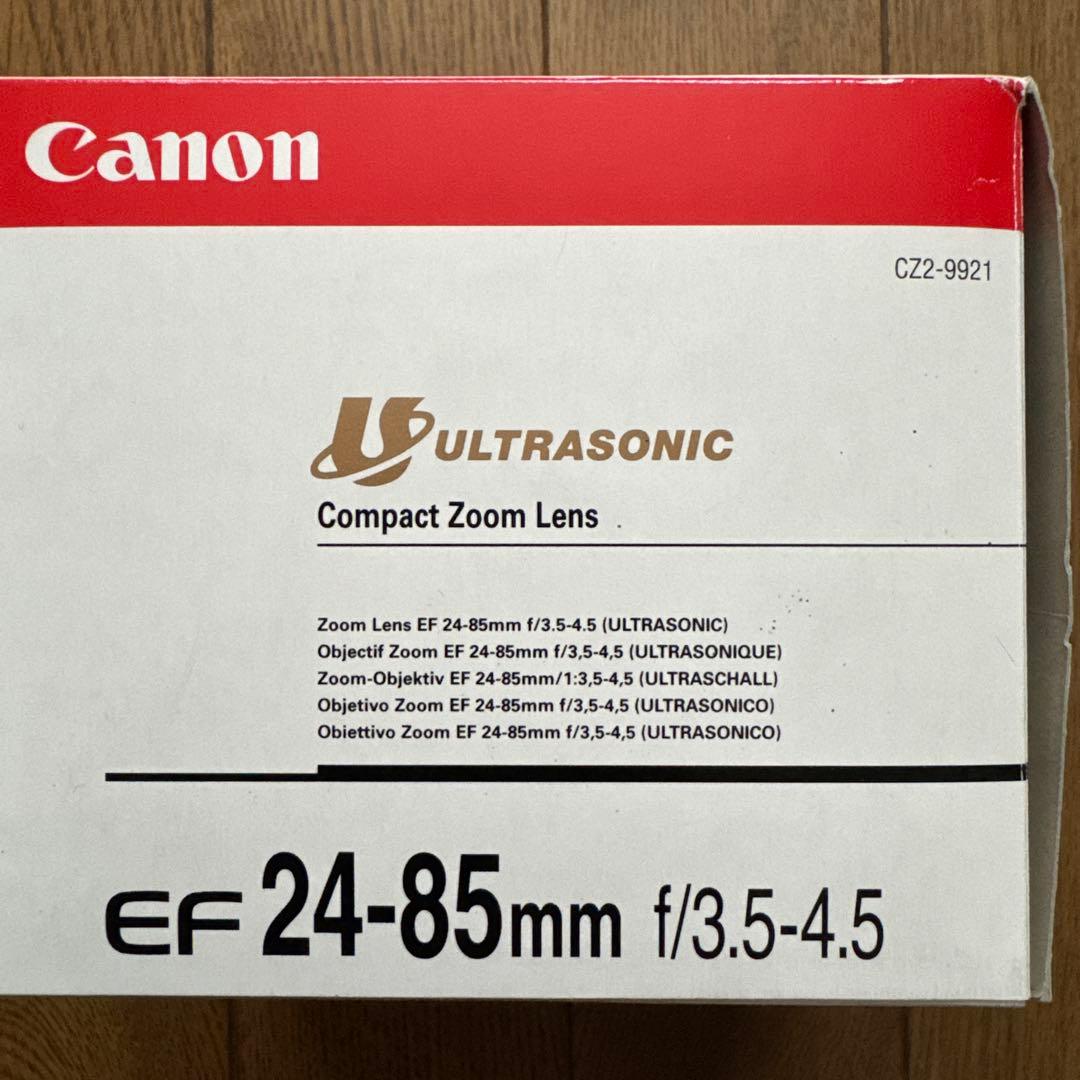 Canon
CZ2-9921
ULTRASONIC
Compact Zoom Lens
Zoom Lens EF 24-85mm f/3.5-4.5 (ULTRASONIC)
Objectif Zoom EF 24-85mm f/3,5-4,5 (ULTRASONIQUE)
Zoom-Objektiv EF 24-85mm/1:3,5-4,5 (ULTRASCHALL)
Objetivo Zoom EF 24-85mm f/3,5-4,5 (ULTRASONICO)
Obiettivo Zoom EF 24-85mm f/3,5-4,5 (ULTRASONICO)
EF 24-85mm f/3.5-4.5